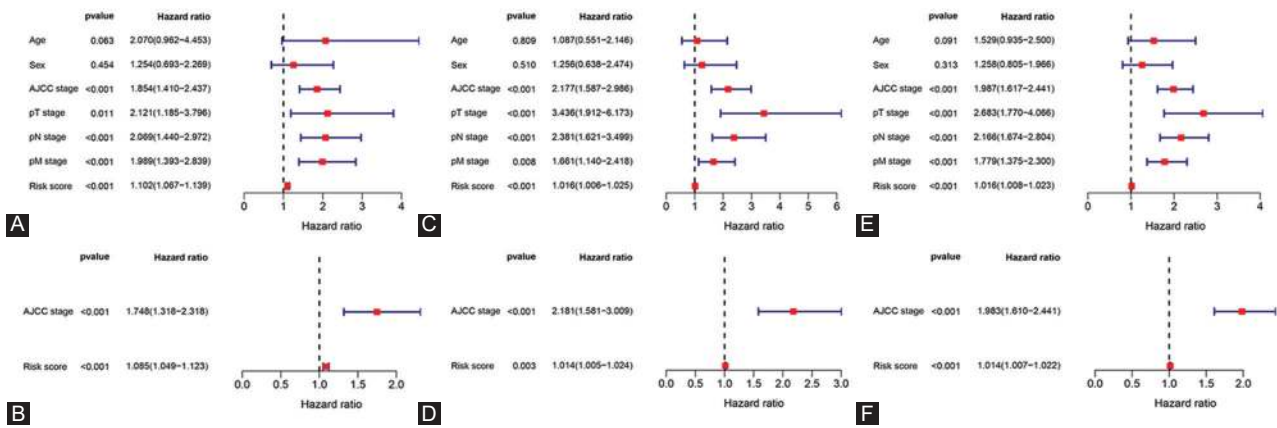 pvalue Hazard ratio
Age 0.063 2.070(0.962−4.453)
Sex 0.454 1.254(0.693−2.269)
AJCC stage <0.001 1.854(1.410−2.437)
pT stage 0.011 2.121(1.185−3.796)
pN stage <0.001 2.069(1.440−2.972)
pM stage <0.001 1.989(1.393−2.839)
Risk score <0.001 1.102(1.067−1.139)
0 1 2 3 4
Hazard ratio
A
pvalue Hazard ratio
Age 0.809 1.087(0.551−2.146)
Sex 0.510 1.256(0.638−2.474)
AJCC stage <0.001 2.177(1.587−2.986)
pT stage <0.001 3.436(1.912−6.173)
pN stage <0.001 2.381(1.621−3.499)
pM stage 0.008 1.661(1.140−2.418)
Risk score <0.001 1.016(1.006−1.025)
0 1 2 3 4 5 6
Hazard ratio
C
pvalue Hazard ratio
Age 0.091 1.529(0.935−2.500)
Sex 0.313 1.258(0.805−1.966)
AJCC stage <0.001 1.987(1.617−2.441)
pT stage <0.001 2.683(1.770−4.066)
pN stage <0.001 2.166(1.674−2.804)
pM stage <0.001 1.779(1.375−2.300)
Risk score <0.001 1.016(1.008−1.023)
0 1 2 3 4
Hazard ratio
E
pvalue Hazard ratio
AJCC stage <0.001 1.748(1.318−2.318)
Risk score <0.001 1.085(1.049−1.123)
0.0 0.5 1.0 1.5 2.0
Hazard ratio
B
pvalue Hazard ratio
AJCC stage <0.001 2.181(1.581−3.009)
Risk score 0.003 1.014(1.005−1.024)
0.0 0.5 1.0 1.5 2.0 2.5 3.0
Hazard ratio
D
pvalue Hazard ratio
AJCC stage <0.001 1.983(1.610−2.441)
Risk score <0.001 1.014(1.007−1.022)
0.0 0.5 1.0 1.5 2.0
Hazard ratio
F